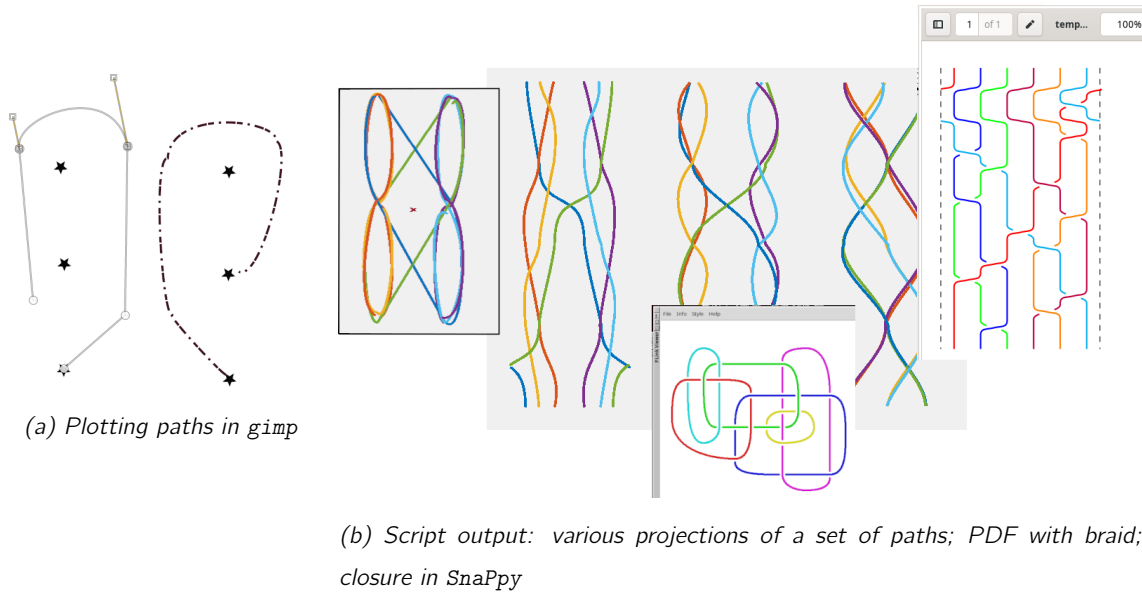 1 of 1 temp... 100%
File Info Style Help
(a) Plotting paths in gimp
(b) Script output: various projections of a set of paths; PDF with braid;
closure in SnaPpy